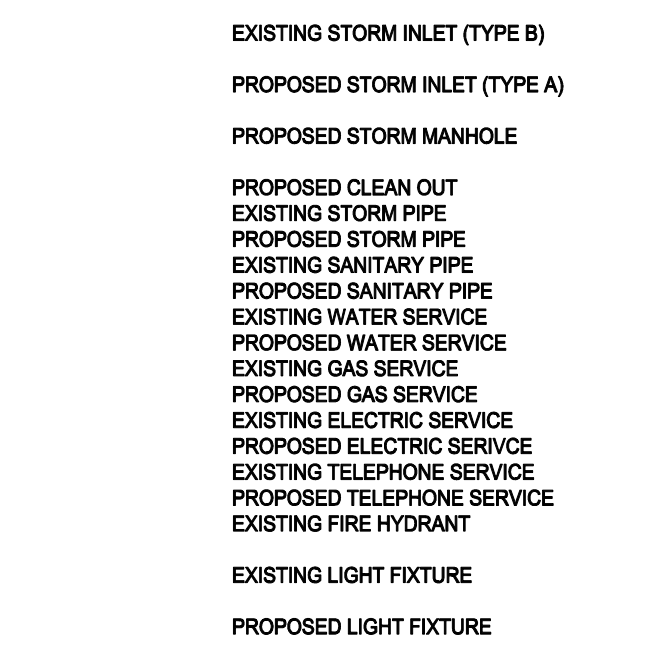 EXISTING STORM INLET (TYPE B)
PROPOSED STORM INLET (TYPE A)
PROPOSED STORM MANHOLE
PROPOSED CLEAN OUT
EXISTING STORM PIPE
PROPOSED STORM PIPE
EXISTING SANITARY PIPE
PROPOSED SANITARY PIPE
EXISTING WATER SERVICE
PROPOSED WATER SERVICE
EXISTING GAS SERVICE
PROPOSED GAS SERVICE
EXISTING ELECTRIC SERVICE
PROPOSED ELECTRIC SERIVCE
EXISTING TELEPHONE SERVICE
PROPOSED TELEPHONE SERVICE
EXISTING FIRE HYDRANT
EXISTING LIGHT FIXTURE
PROPOSED LIGHT FIXTURE